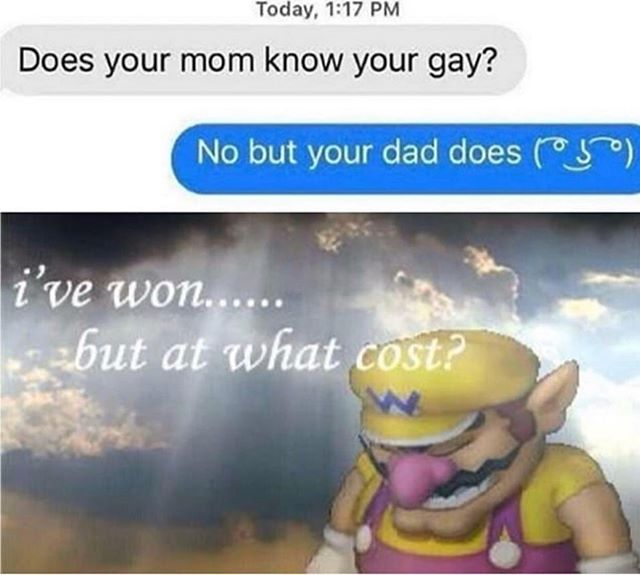 Today, 1:17 PM
Does your mom know your gay?
No but your dad does ( ͡° ͜ʖ ͡°)
i've won......
but at what cost?
W